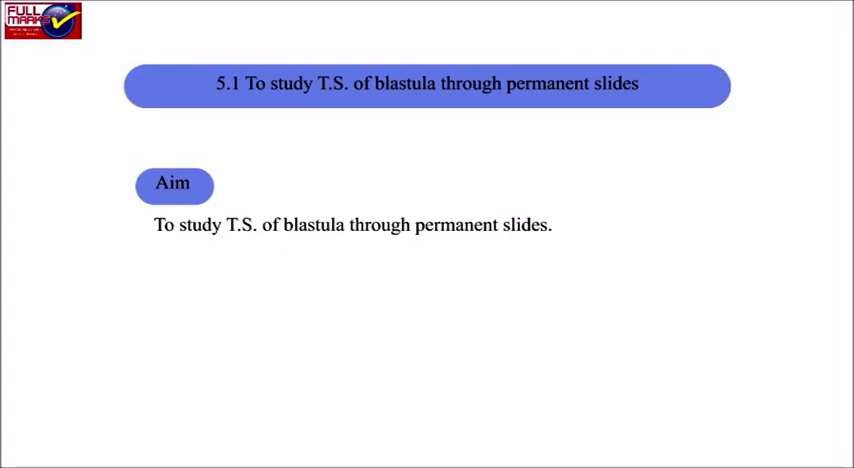 FULL
MARKS
5.1 To study T.S. of blastula through permanent slides
Aim
To study T.S. of blastula through permanent slides.